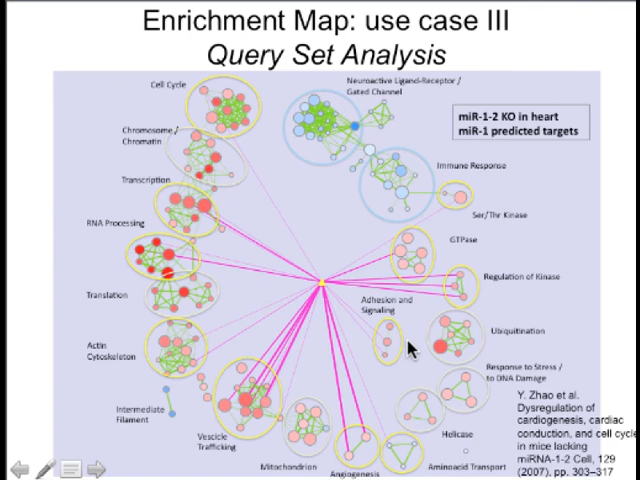 Enrichment Map: use case III
Query Set Analysis
Cell Cycle
Neuroactive Ligand-Receptor /
Gated Channel
miR-1-2 KO in heart
miR-1 predicted targets
Chromosome /
Chromatin
Immune Response
Transcription
Ser/Thr Kinase
RNA Processing
GTPase
Regulation of Kinase
Translation
Adhesion and
Signaling
Ubiquitination
Actin
Cytoskeleton
Response to Stress /
to DNA Damage
Y. Zhao et al.
Dysregulation of
cardiogenesis, cardiac
conduction, and cell cycle
in mice lacking
miRNA-1-2 Cell, 129
(2007), pp. 303–317
Intermediate
Filament
Vescicle
Trafficking
Helicase
Mitochondrion
Angiogenesis
Aminoacid Transport